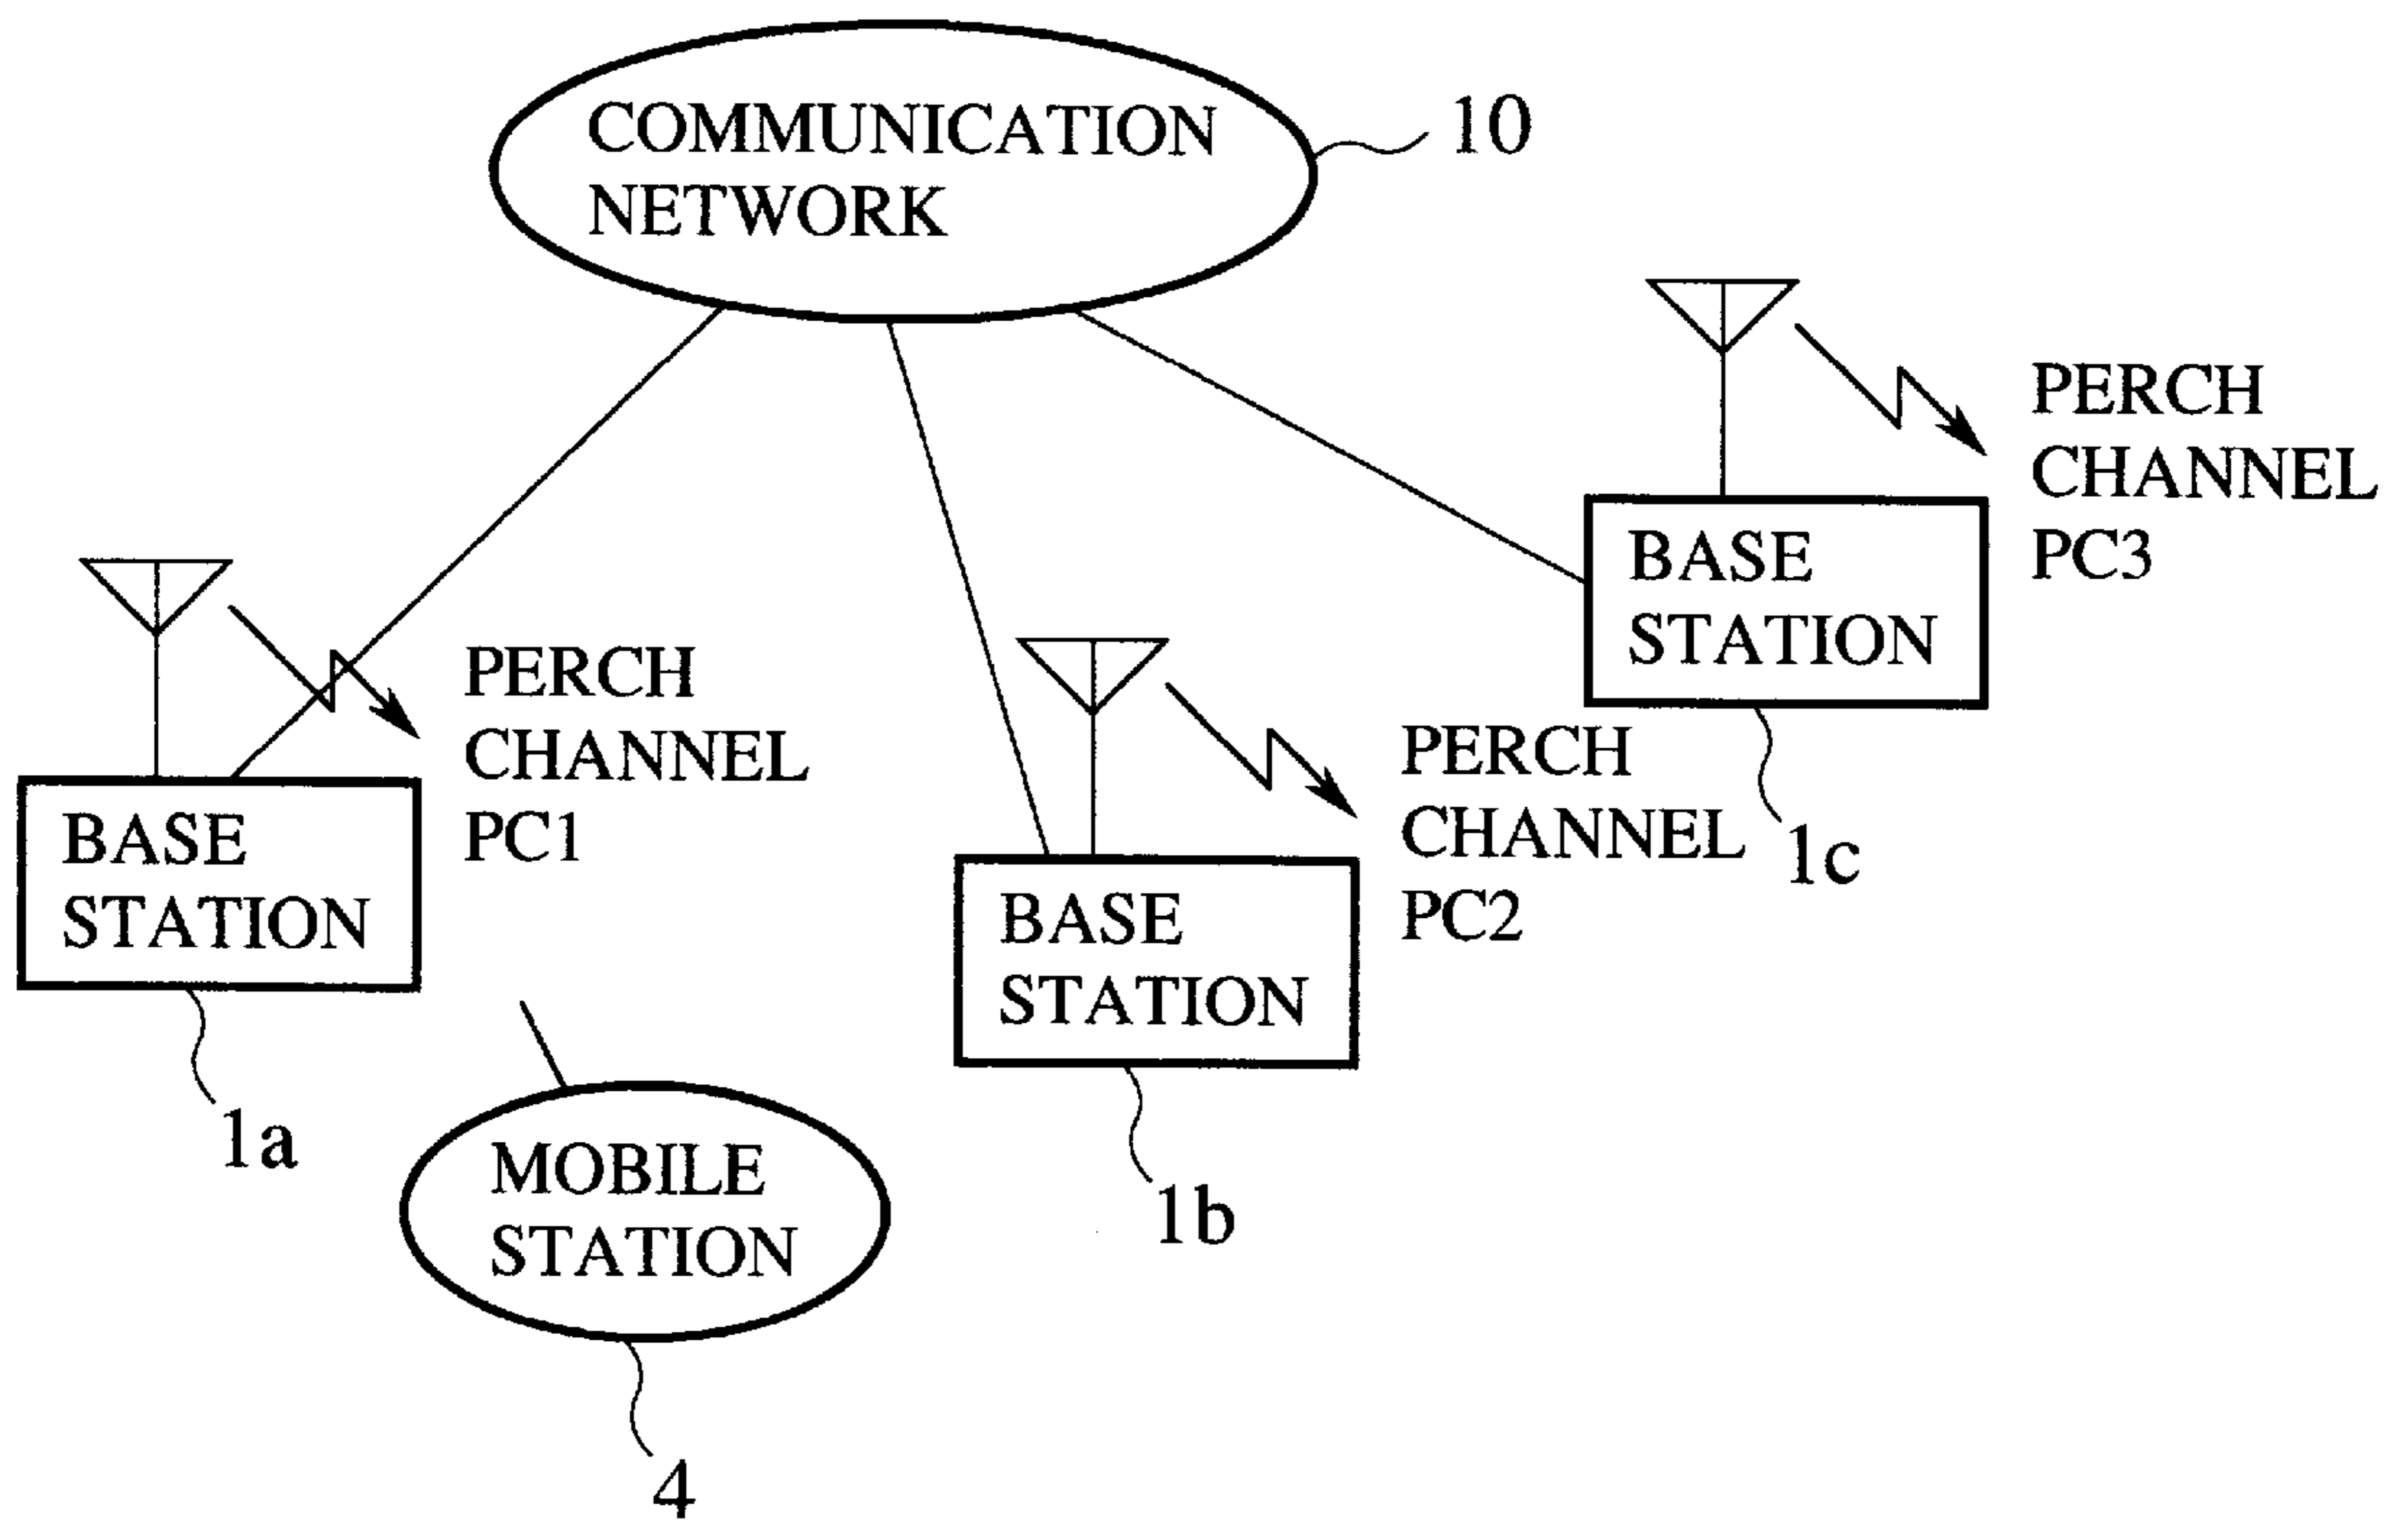 COMMUNICATION
NETWORK
10
PERCH
CHANNEL
PC3
BASE
STATION
1c
PERCH
CHANNEL
PC1
BASE
STATION
1a
PERCH
CHANNEL
PC2
BASE
STATION
1b
MOBILE
STATION
4